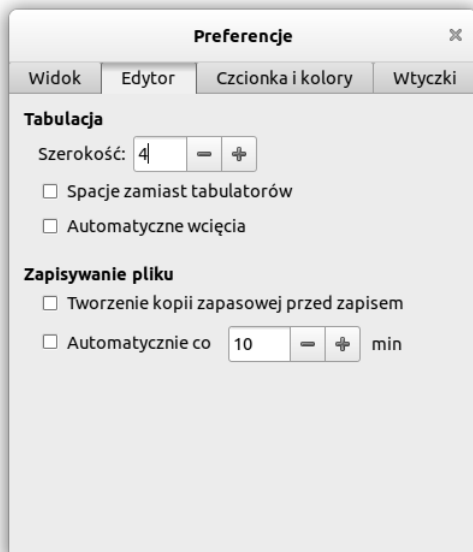 Preferencje
Widok Edytor Czcionka i kolory Wtyczki
Tabulacja
Szerokość: 4
Spacje zamiast tabulatorów
Automatyczne wcięcia
Zapisywanie pliku
Tworzenie kopii zapasowej przed zapisem
Automatycznie co 10 min